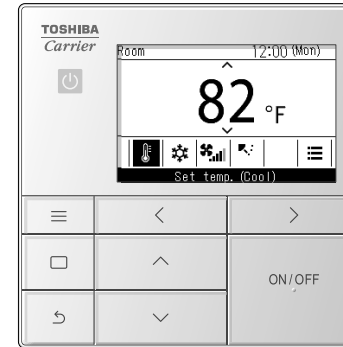 TOSHIBA
Carrier
Room 12:00 (Mon)
82 °F
Set temp. (Cool)
ON/OFF